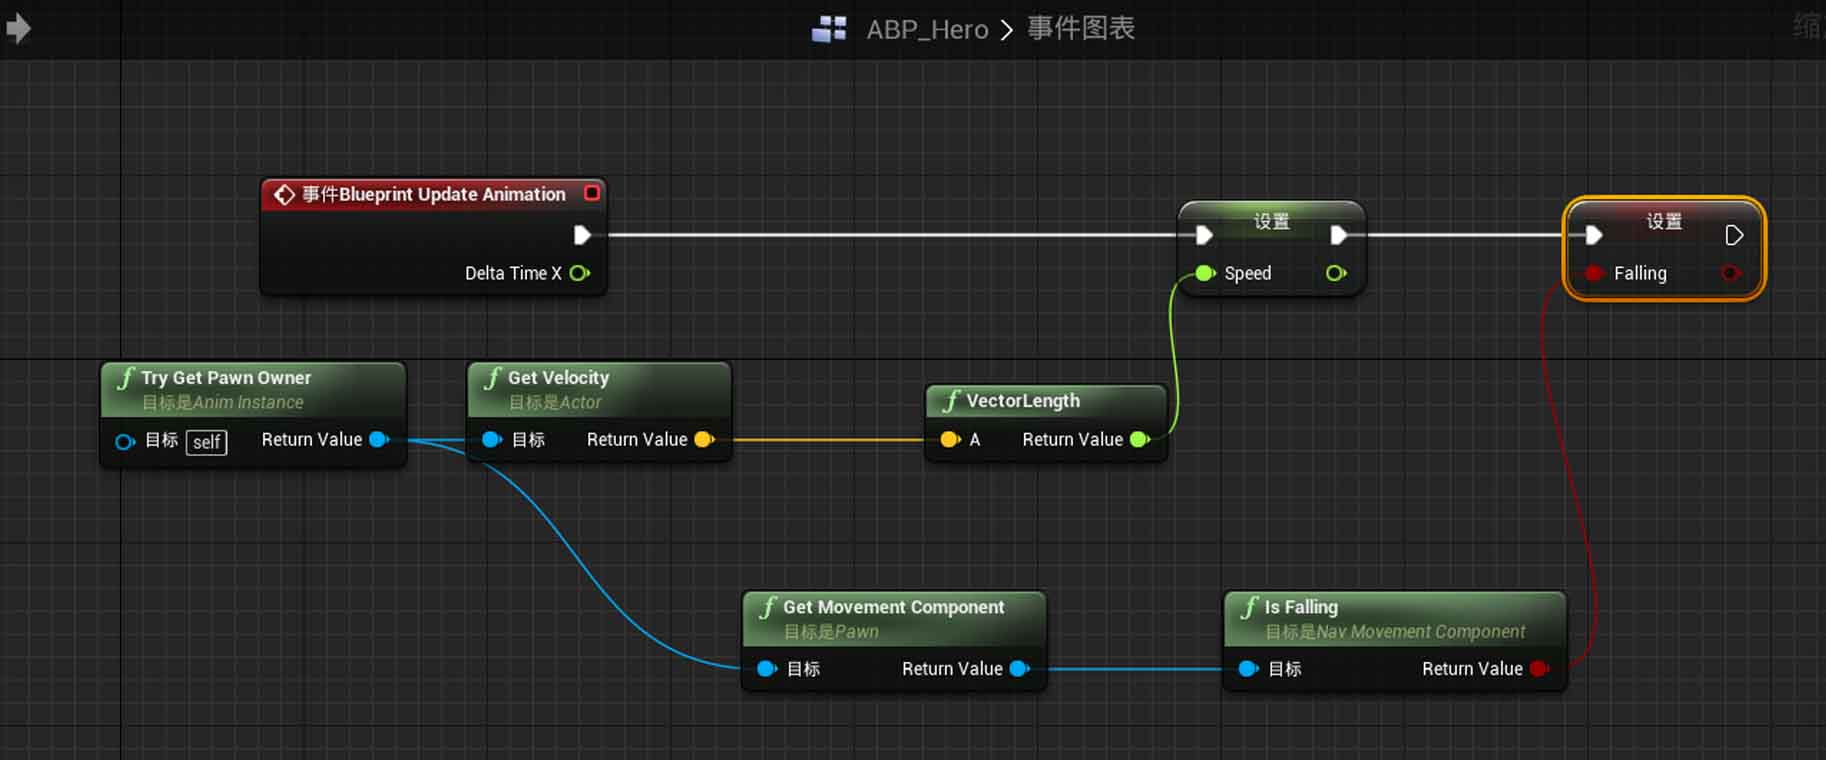 ABP_Hero > 事件图表
缩
事件Blueprint Update Animation
Delta Time X
设置
Speed
设置
Falling
f Try Get Pawn Owner
目标是Anim Instance
目标 self Return Value
f Get Velocity
目标是Actor
目标 Return Value
f VectorLength
A Return Value
f Get Movement Component
目标是Pawn
目标 Return Value
f Is Falling
目标是Nav Movement Component
目标 Return Value